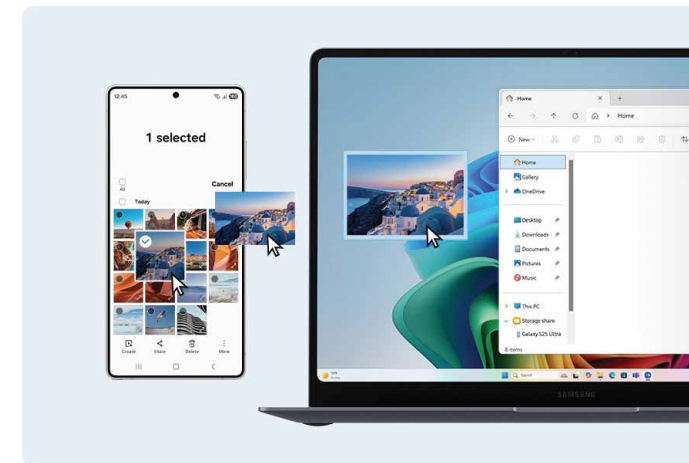 12:45
1 selected
All
Cancel
Today
Create
Share
Delete
More
Home
Home
New
Home
Gallery
OneDrive
Desktop
Downloads
Documents
Pictures
Music
This PC
Storage share
Galaxy S25 Ultra
8 items
Search
SAMSUNG